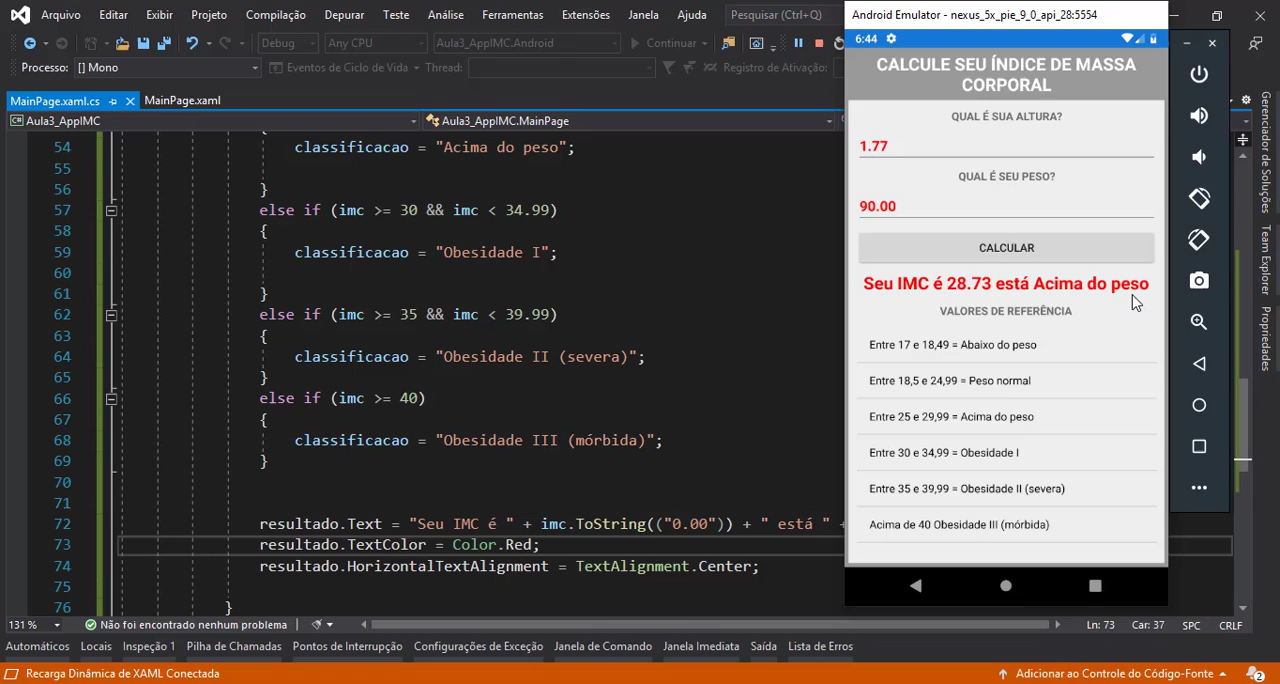 Arquivo Editar Exibir Projeto Compilação Depurar Teste Análise Ferramentas Extensões Janela Ajuda Pesquisar (Ctrl+
Debug Any CPU Aula3_AppIMC.Android Continuar
Processo: [] Mono Eventos de Ciclo de Vida Thread: Registro de Ativação:
MainPage.xaml.cs MainPage.xaml
Aula3_AppIMC Aula3_AppIMC.MainPage
54 classificacao = "Acima do peso";
55
56 }
57 else if (imc >= 30 && imc < 34.99)
58 {
59 classificacao = "Obesidade I";
60
61 }
62 else if (imc >= 35 && imc < 39.99)
63 {
64 classificacao = "Obesidade II (severa)";
65 }
66 else if (imc >= 40)
67 {
68 classificacao = "Obesidade III (mórbida)";
69 }
70
71
72 resultado.Text = "Seu IMC é " + imc.ToString(("0.00")) + " está " +
73 resultado.TextColor = Color.Red;
74 resultado.HorizontalTextAlignment = TextAlignment.Center;
75
76 }
131 % Não foi encontrado nenhum problema Ln: 73 Car: 37 SPC CRLF
Automáticos Locais Inspeção 1 Pilha de Chamadas Pontos de Interrupção Configurações de Exceção Janela de Comando Janela Imediata Saída Lista de Erros
Recarga Dinâmica de XAML Conectada Adicionar ao Controle do Código-Fonte 2
Android Emulator - nexus_5x_pie_9_0_api_28:5554
6:44
CALCULE SEU ÍNDICE DE MASSA
CORPORAL
QUAL É SUA ALTURA?
1.77
QUAL É SEU PESO?
90.00
CALCULAR
Seu IMC é 28.73 está Acima do peso
VALORES DE REFERÊNCIA
Entre 17 e 18,49 = Abaixo do peso
Entre 18,5 e 24,99 = Peso normal
Entre 25 e 29,99 = Acima do peso
Entre 30 e 34,99 = Obesidade I
Entre 35 e 39,99 = Obesidade II (severa)
Acima de 40 Obesidade III (mórbida)
Gerenciador de Soluções
Team Explorer
Propriedades